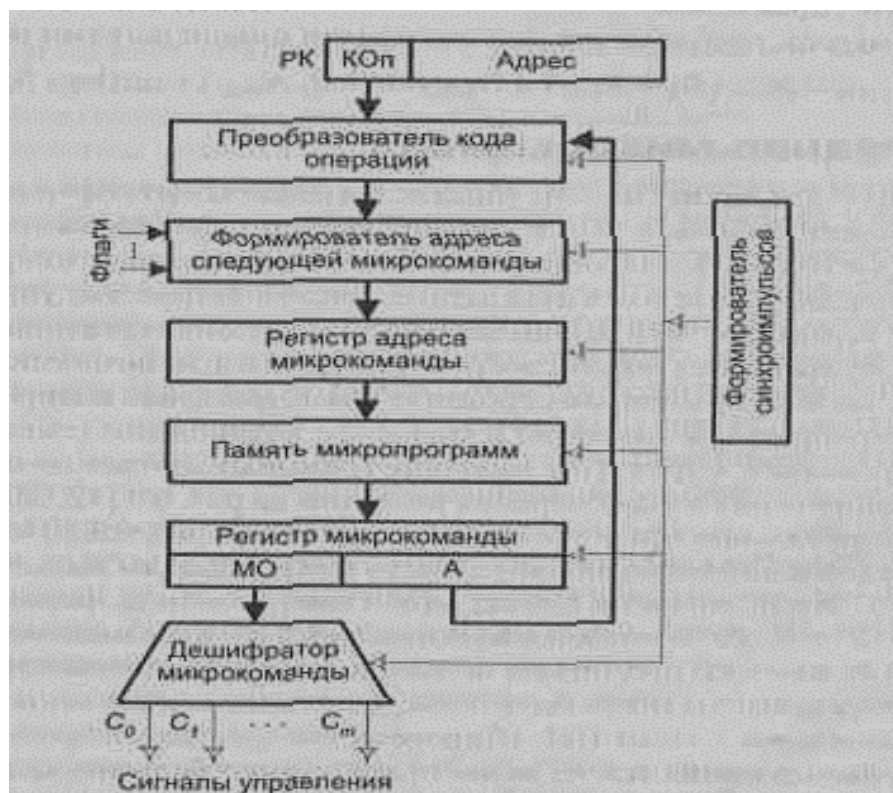 РК КОп Адрес
Преобразователь кода
операции
Флаги
Формирователь адреса
следующей микрокоманды
Регистр адреса
микрокоманды
Память микропрограмм
Регистр микрокоманды
МО А
Дешифратор
микрокоманды
C0 C1 - - - Cm
Сигналы управления
Формирователь
синхроимпульсов